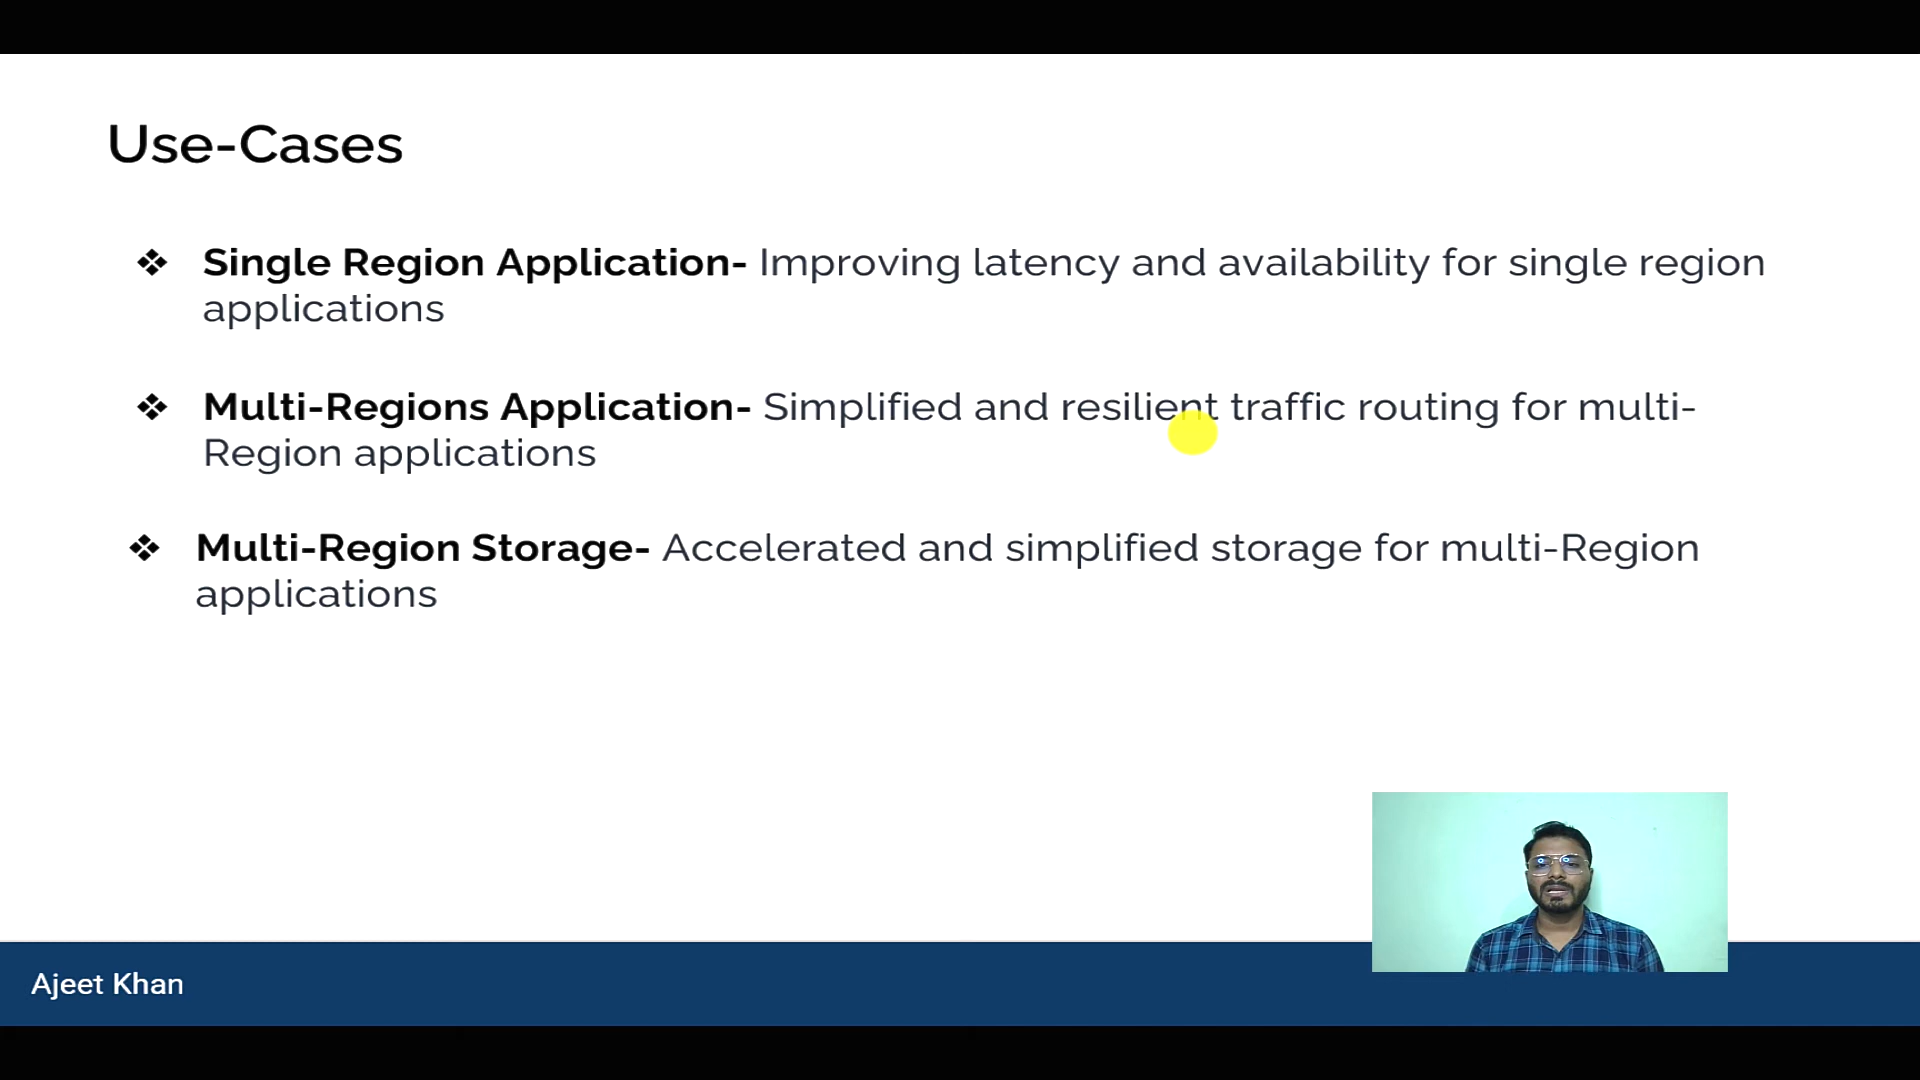 Use-Cases
❖ Single Region Application- Improving latency and availability for single region
applications
❖ Multi-Regions Application- Simplified and resilient traffic routing for multi-
Region applications
❖ Multi-Region Storage- Accelerated and simplified storage for multi-Region
applications
Ajeet Khan